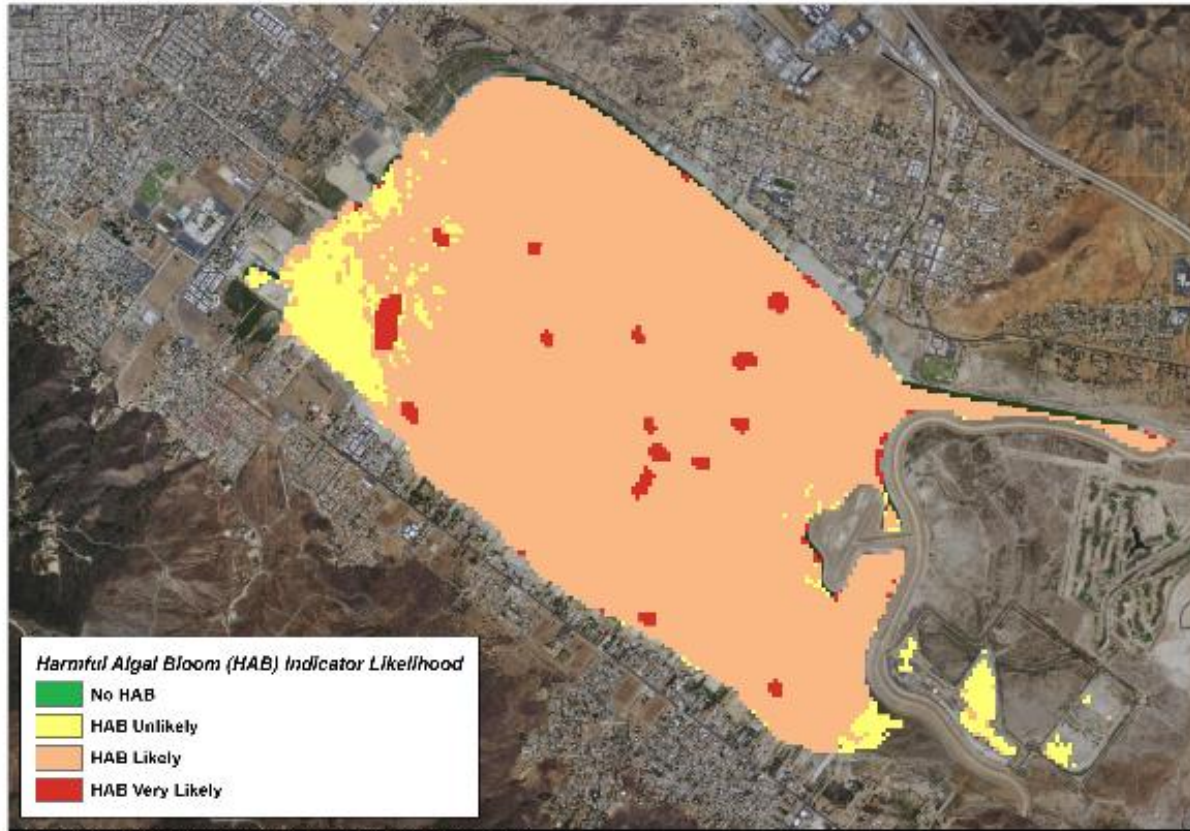 Harmful Algal Bloom (HAB) Indicator Likelihood
No HAB
HAB Unlikely
HAB Likely
HAB Very Likely